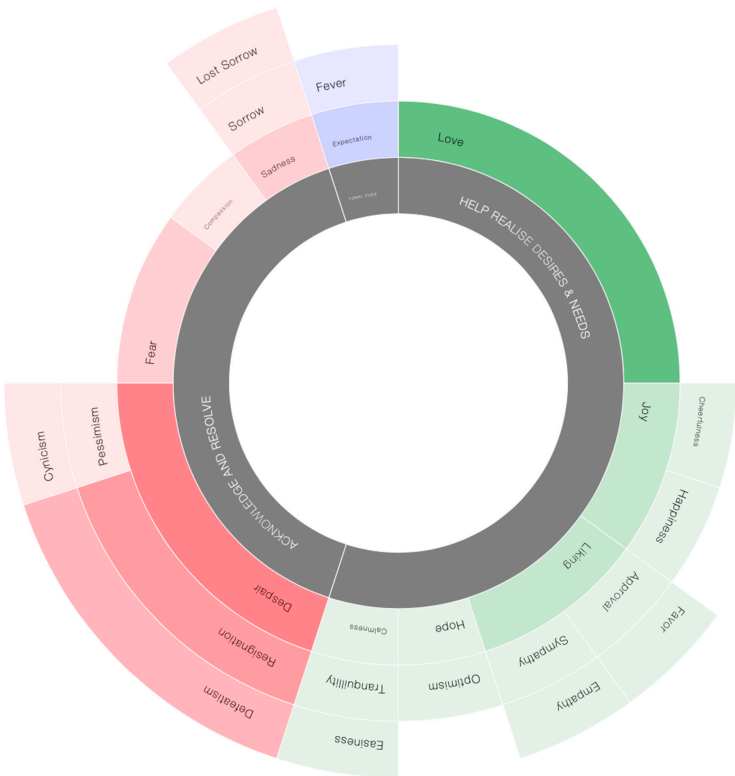 Lost Sorrow
Sorrow
Sadness
Compassion
Fear
Fever
Expectation
Love
HELP REALISE DESIRES & NEEDS
Joy
Cheerfulness
Happiness
Liking
Approval
Favor
Sympathy
Empathy
Hope
Optimism
Calmness
Tranquillity
Easiness
ACKNOWLEDGE AND RESOLVE
Despair
Resignation
Defeatism
Pessimism
Cynicism